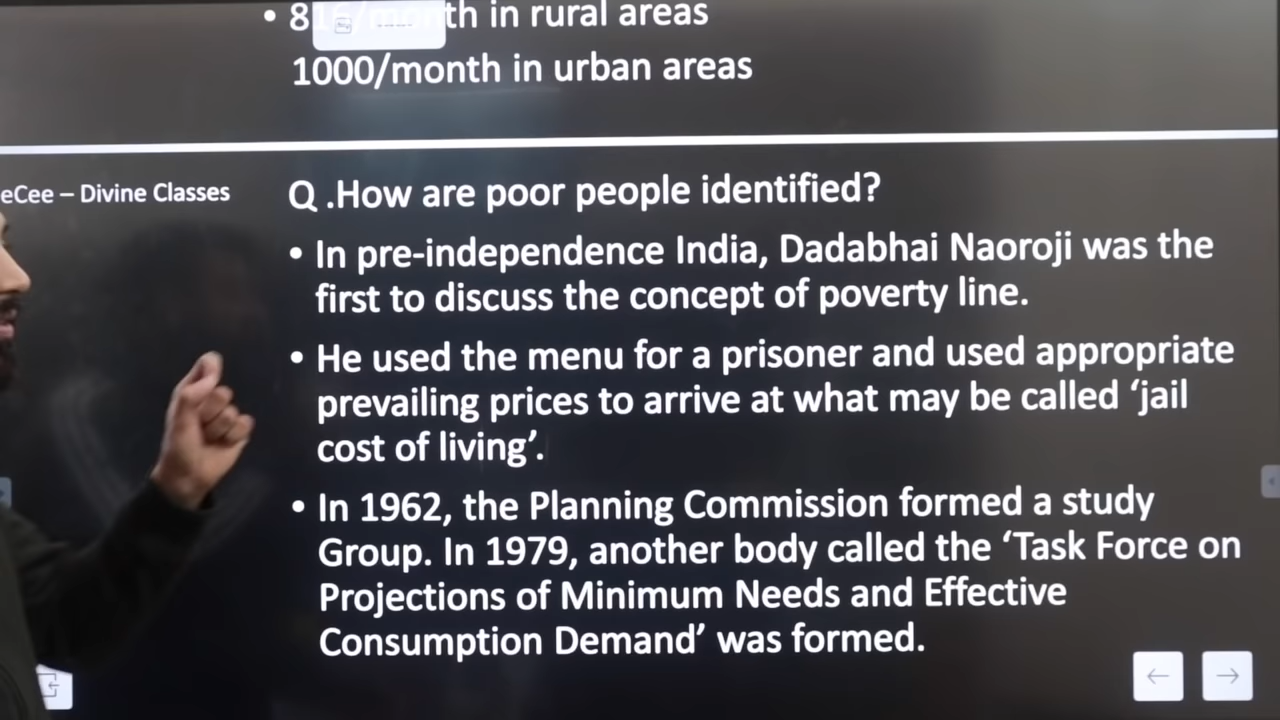 • 816/month in rural areas
1000/month in urban areas
eCee – Divine Classes
Q .How are poor people identified?
• In pre-independence India, Dadabhai Naoroji was the
first to discuss the concept of poverty line.
• He used the menu for a prisoner and used appropriate
prevailing prices to arrive at what may be called ‘jail
cost of living’.
• In 1962, the Planning Commission formed a study
Group. In 1979, another body called the ‘Task Force on
Projections of Minimum Needs and Effective
Consumption Demand’ was formed.